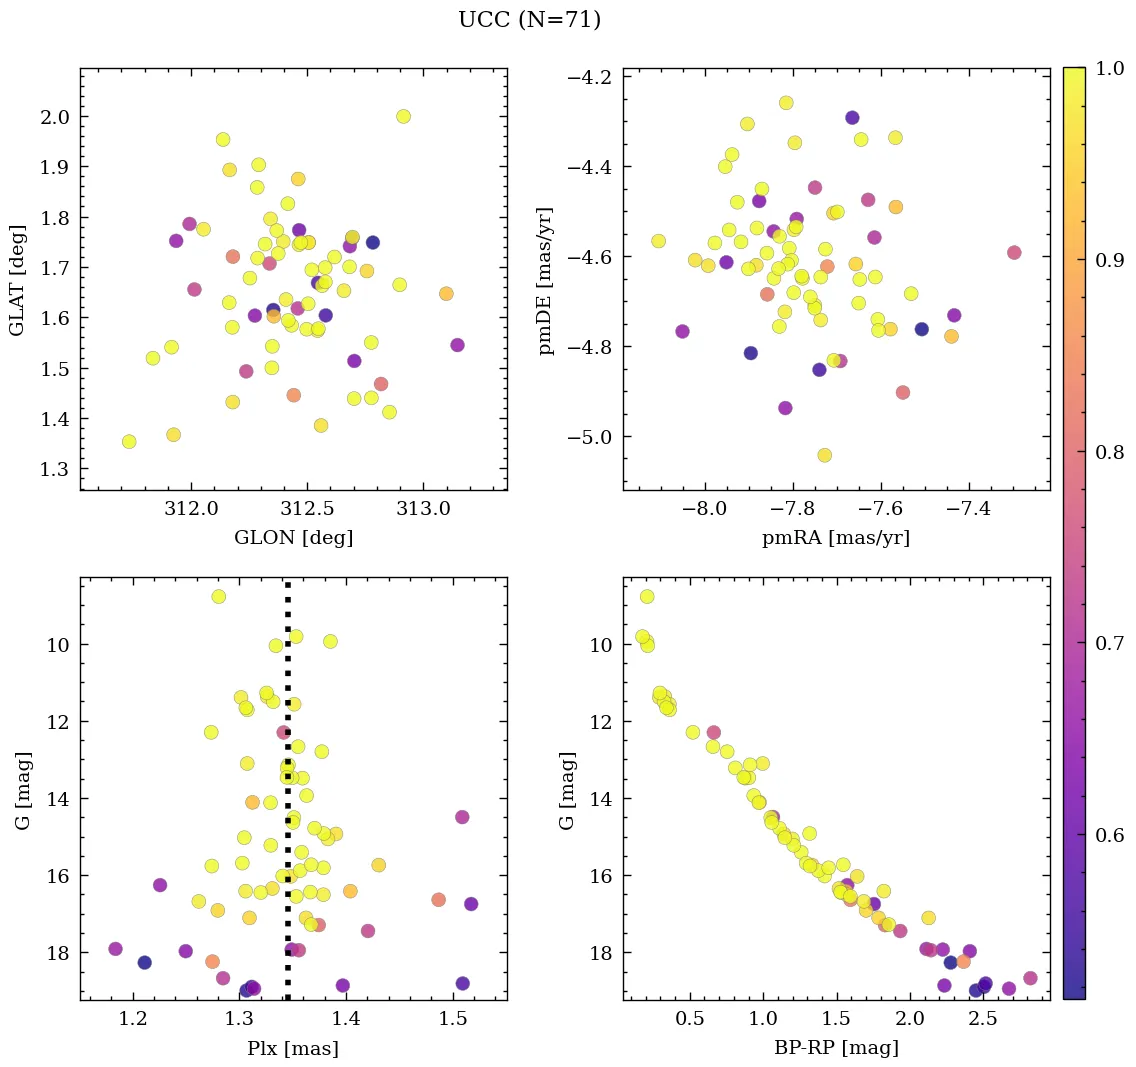 UCC (N=71)
2.0
1.9
1.8
1.7
1.6
1.5
1.4
1.3
GLAT [deg]
312.0 312.5 313.0
GLON [deg]
−4.2
−4.4
−4.6
−4.8
−5.0
pmDE [mas/yr]
−8.0 −7.8 −7.6 −7.4
pmRA [mas/yr]
10
12
14
16
18
G [mag]
1.2 1.3 1.4 1.5
Plx [mas]
10
12
14
16
18
G [mag]
0.5 1.0 1.5 2.0 2.5
BP-RP [mag]
1.0
0.9
0.8
0.7
0.6